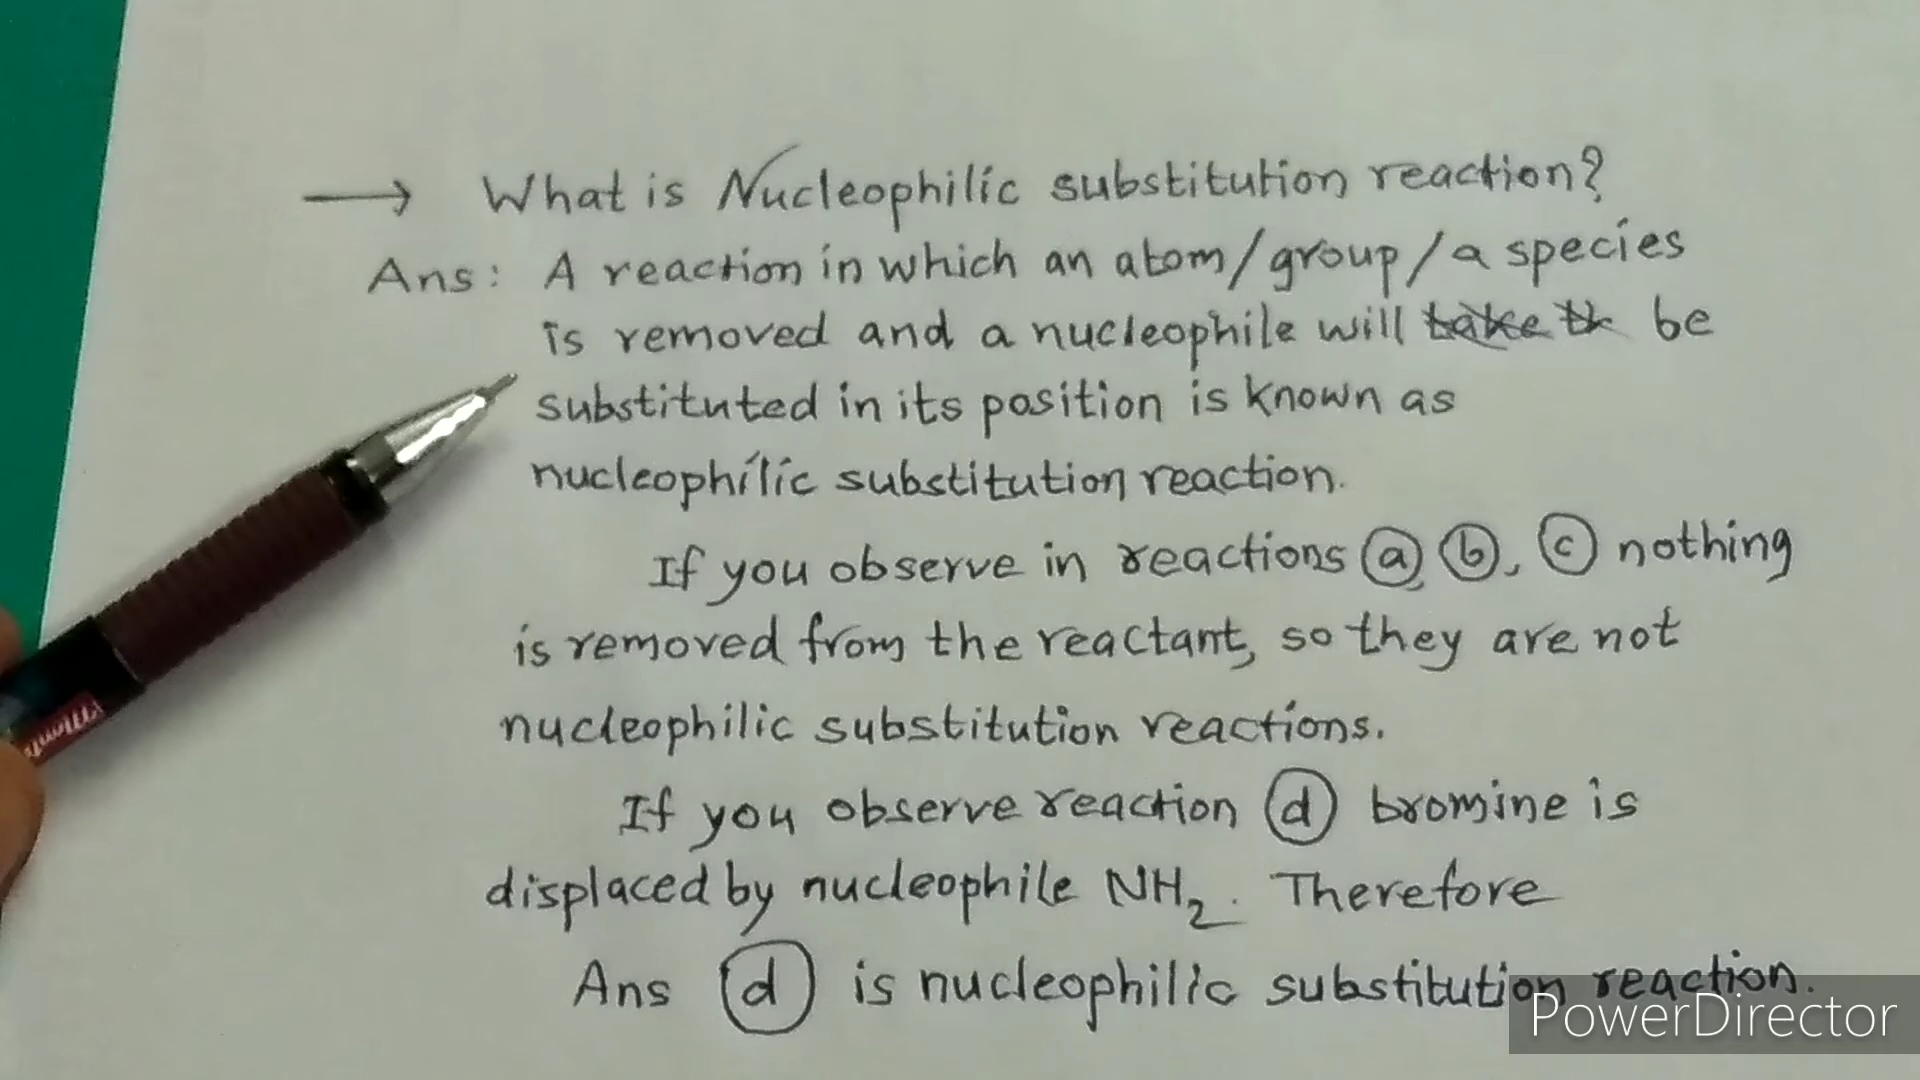 → What is Nucleophilic substitution reaction?
Ans: A reaction in which an atom/group/a species
is removed and a nucleophile will ~~take th~~ be
substituted in its position is known as
nucleophilic substitution reaction.
If you observe in reactions ⓐ, ⓑ, ⓒ nothing
is removed from the reactant, so they are not
nucleophilic substitution reactions.
If you observe reaction ⓓ bromine is
displaced by nucleophile NH₂. Therefore
Ans ⓓ is nucleophilic substitution reaction.
PowerDirector